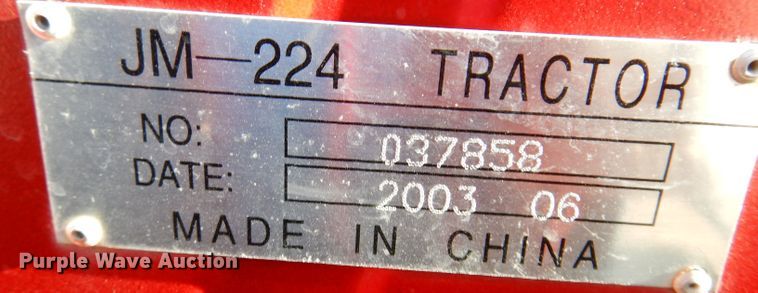 JM—224 TRACTOR
NO: 037858
DATE: 2003 06
MADE IN CHINA
Purple Wave Auction